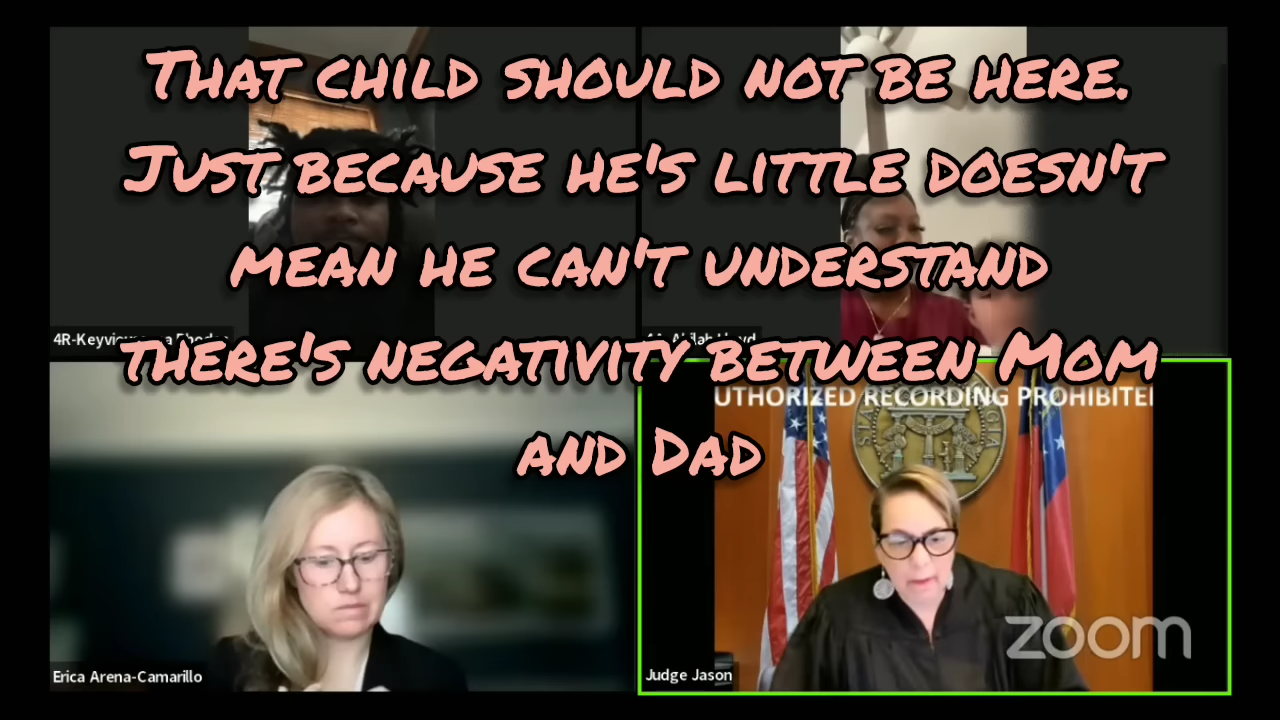 That child should not be here.
Just because he's little doesn't
mean he can't understand
there's negativity between Mom
and Dad
UTHORIZED RECORDING PROHIBITE
Erica Arena-Camarillo
Judge Jason
zoom